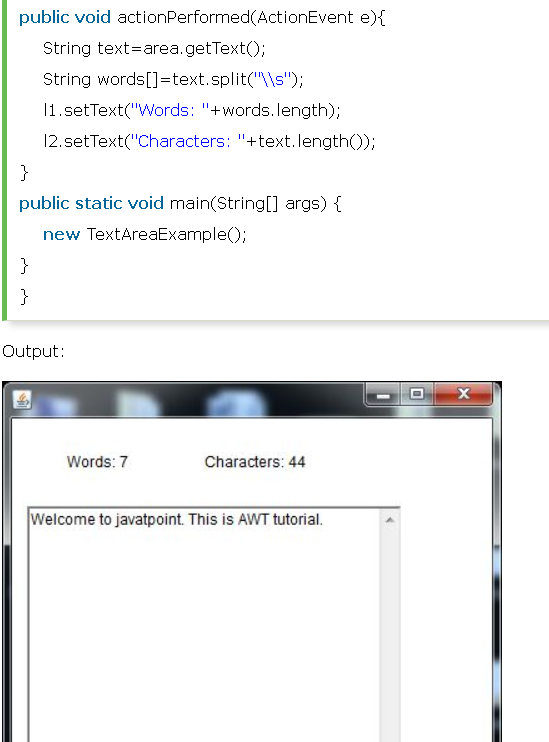 public void actionPerformed(ActionEvent e){
String text=area.getText();
String words[]=text.split("\\s");
l1.setText("Words: "+words.length);
l2.setText("Characters: "+text.length());
}
public static void main(String[] args) {
new TextAreaExample();
}
}
Output:
Words: 7 Characters: 44
Welcome to javatpoint. This is AWT tutorial.